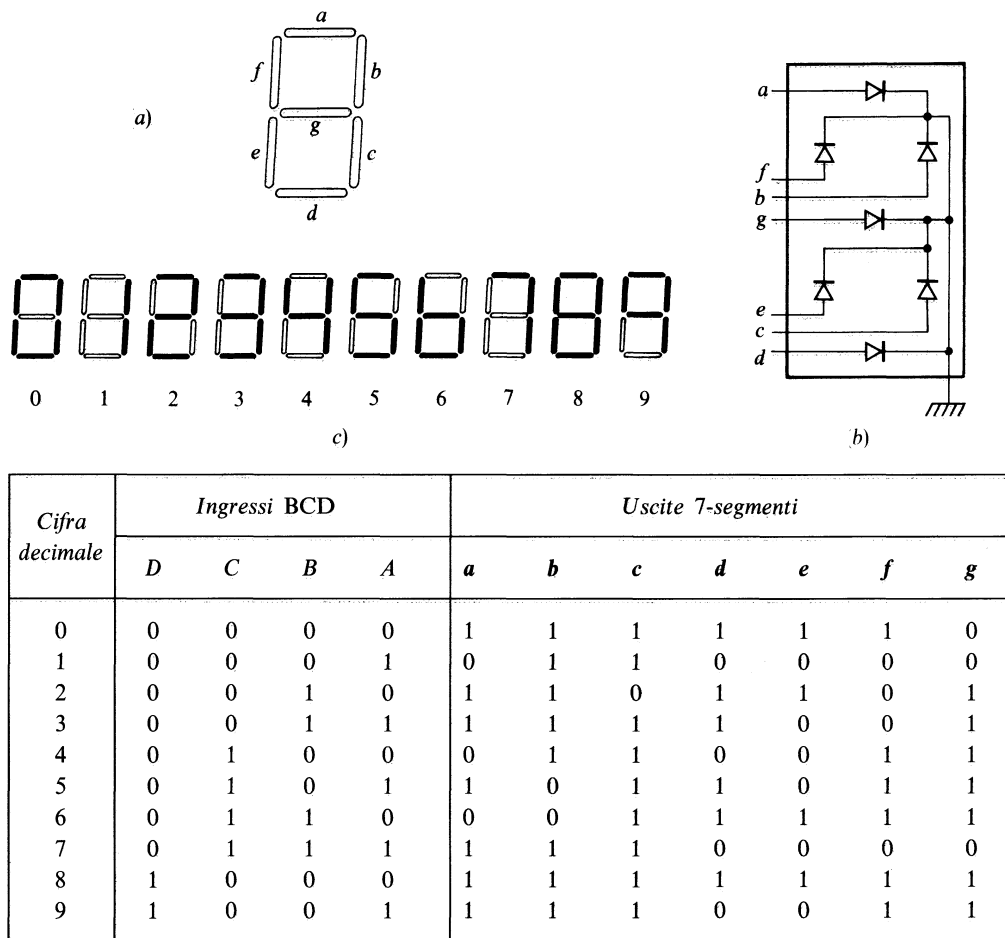 a
f
b
a)
g
e
c
d
0 1 2 3 4 5 6 7 8 9
c)
a
f
b
g
e
c
d
b)
Cifra decimale Ingressi BCD Uscite 7-segmenti
D C B A a b c d e f g
0 0 0 0 0 1 1 1 1 1 1 0
1 0 0 0 1 0 1 1 0 0 0 0
2 0 0 1 0 1 1 0 1 1 0 1
3 0 0 1 1 1 1 1 1 0 0 1
4 0 1 0 0 0 1 1 0 0 1 1
5 0 1 0 1 1 0 1 1 0 1 1
6 0 1 1 0 0 0 1 1 1 1 1
7 0 1 1 1 1 1 1 0 0 0 0
8 1 0 0 0 1 1 1 1 1 1 1
9 1 0 0 1 1 1 1 0 0 1 1